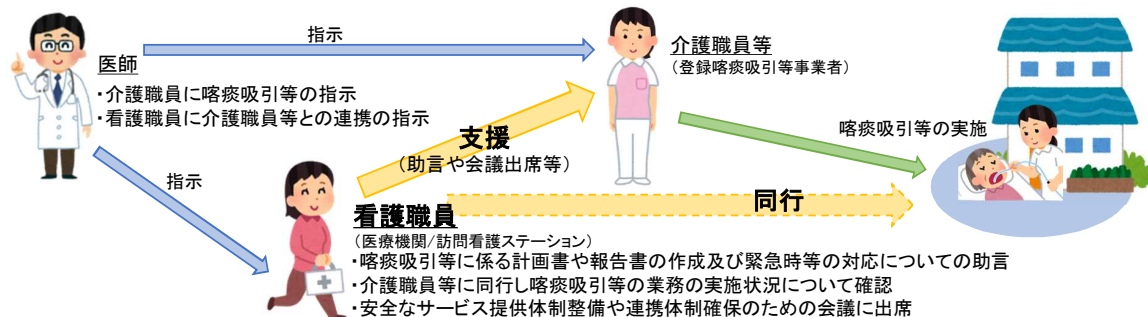 指示
医師
・介護職員に喀痰吸引等の指示
・看護職員に介護職員等との連携の指示
介護職員等
（登録喀痰吸引等事業者）
支援
（助言や会議出席等）
喀痰吸引等の実施
指示
同行
看護職員
（医療機関/訪問看護ステーション）
・喀痰吸引等に係る計画書や報告書の作成及び緊急時等の対応についての助言
・介護職員等に同行し喀痰吸引等の業務の実施状況について確認
・安全なサービス提供体制整備や連携体制確保のための会議に出席